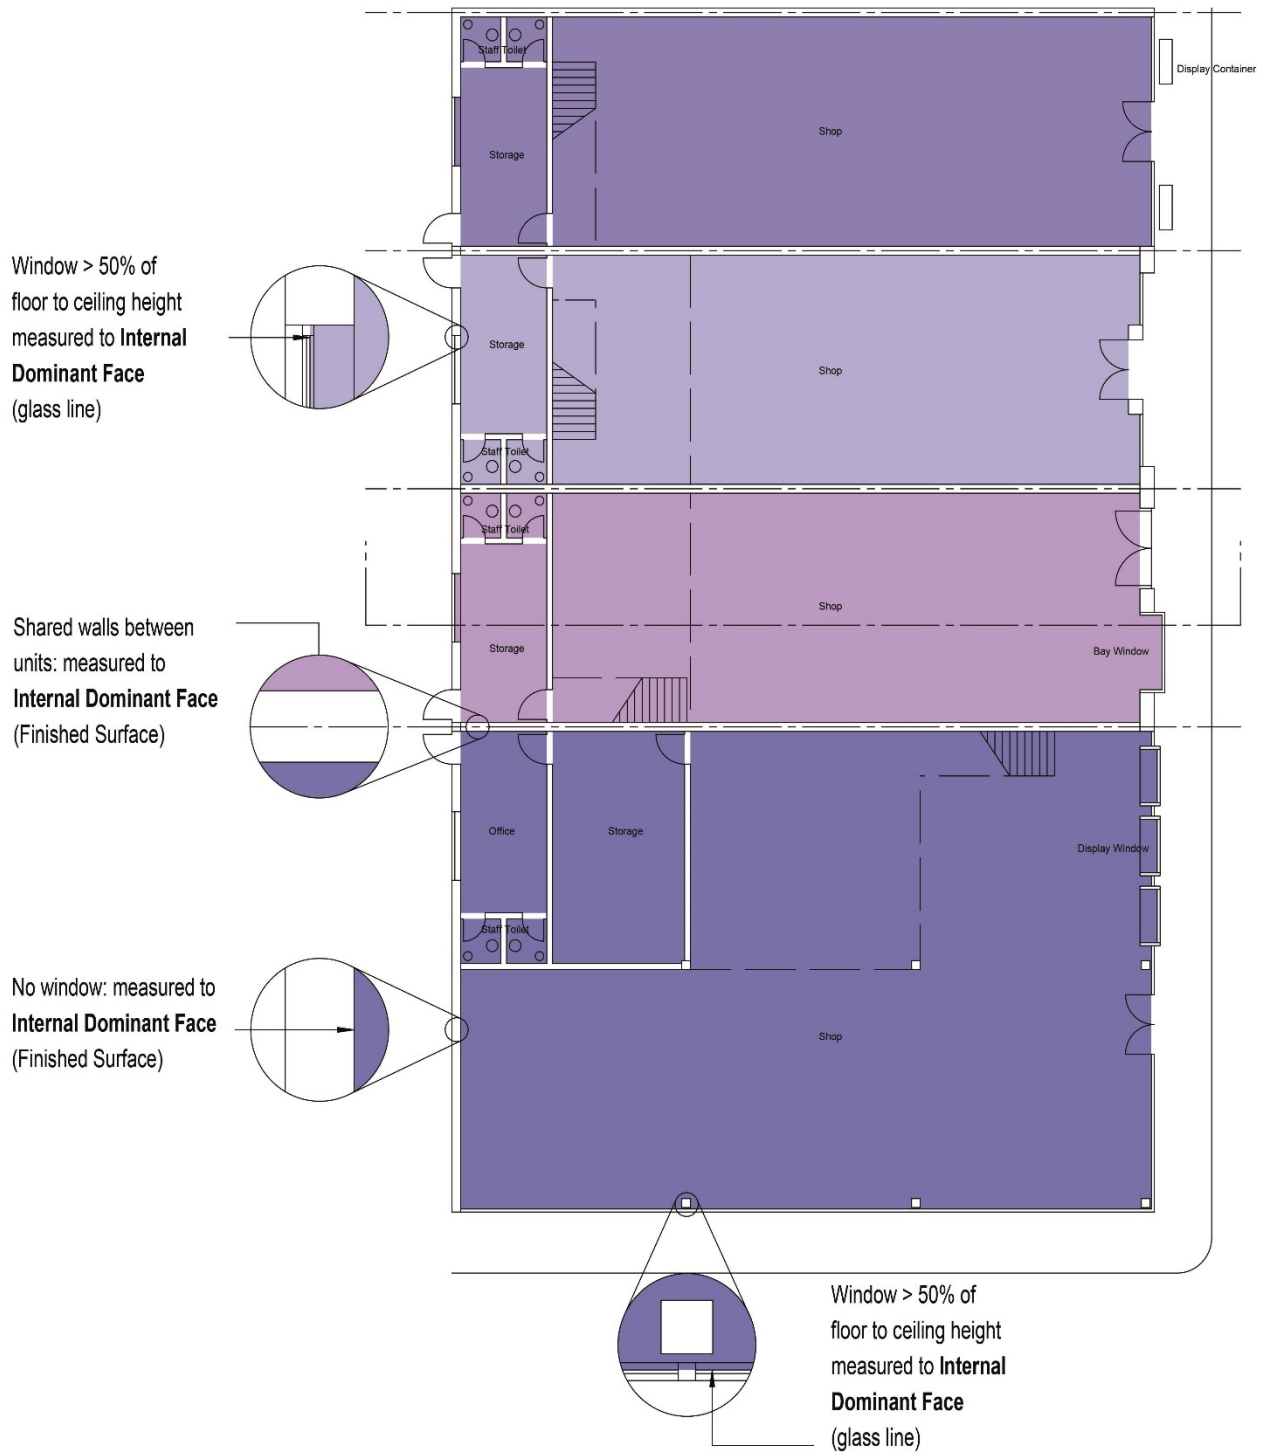 Staff Toilet
Display Container
Shop
Storage
Window > 50% of
floor to ceiling height
measured to Internal
Dominant Face
(glass line)
Storage
Shop
Staff Toilet
Staff Toilet
Shop
Shared walls between
units: measured to
Internal Dominant Face
(Finished Surface)
Storage
Bay Window
Office
Storage
Display Window
Staff Toilet
No window: measured to
Internal Dominant Face
(Finished Surface)
Shop
Window > 50% of
floor to ceiling height
measured to Internal
Dominant Face
(glass line)